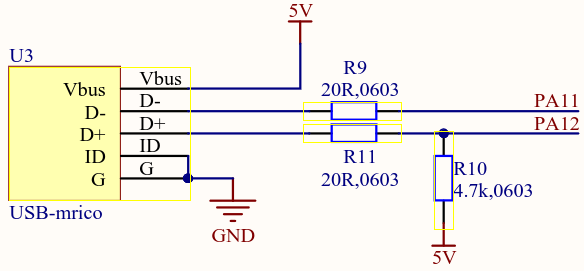 5V
U3
Vbus
Vbus
D-
D-
D+
D+
ID
ID
G
G
USB-mrico
GND
R9
20R,0603
R11
20R,0603
PA11
PA12
R10
4.7k,0603
5V